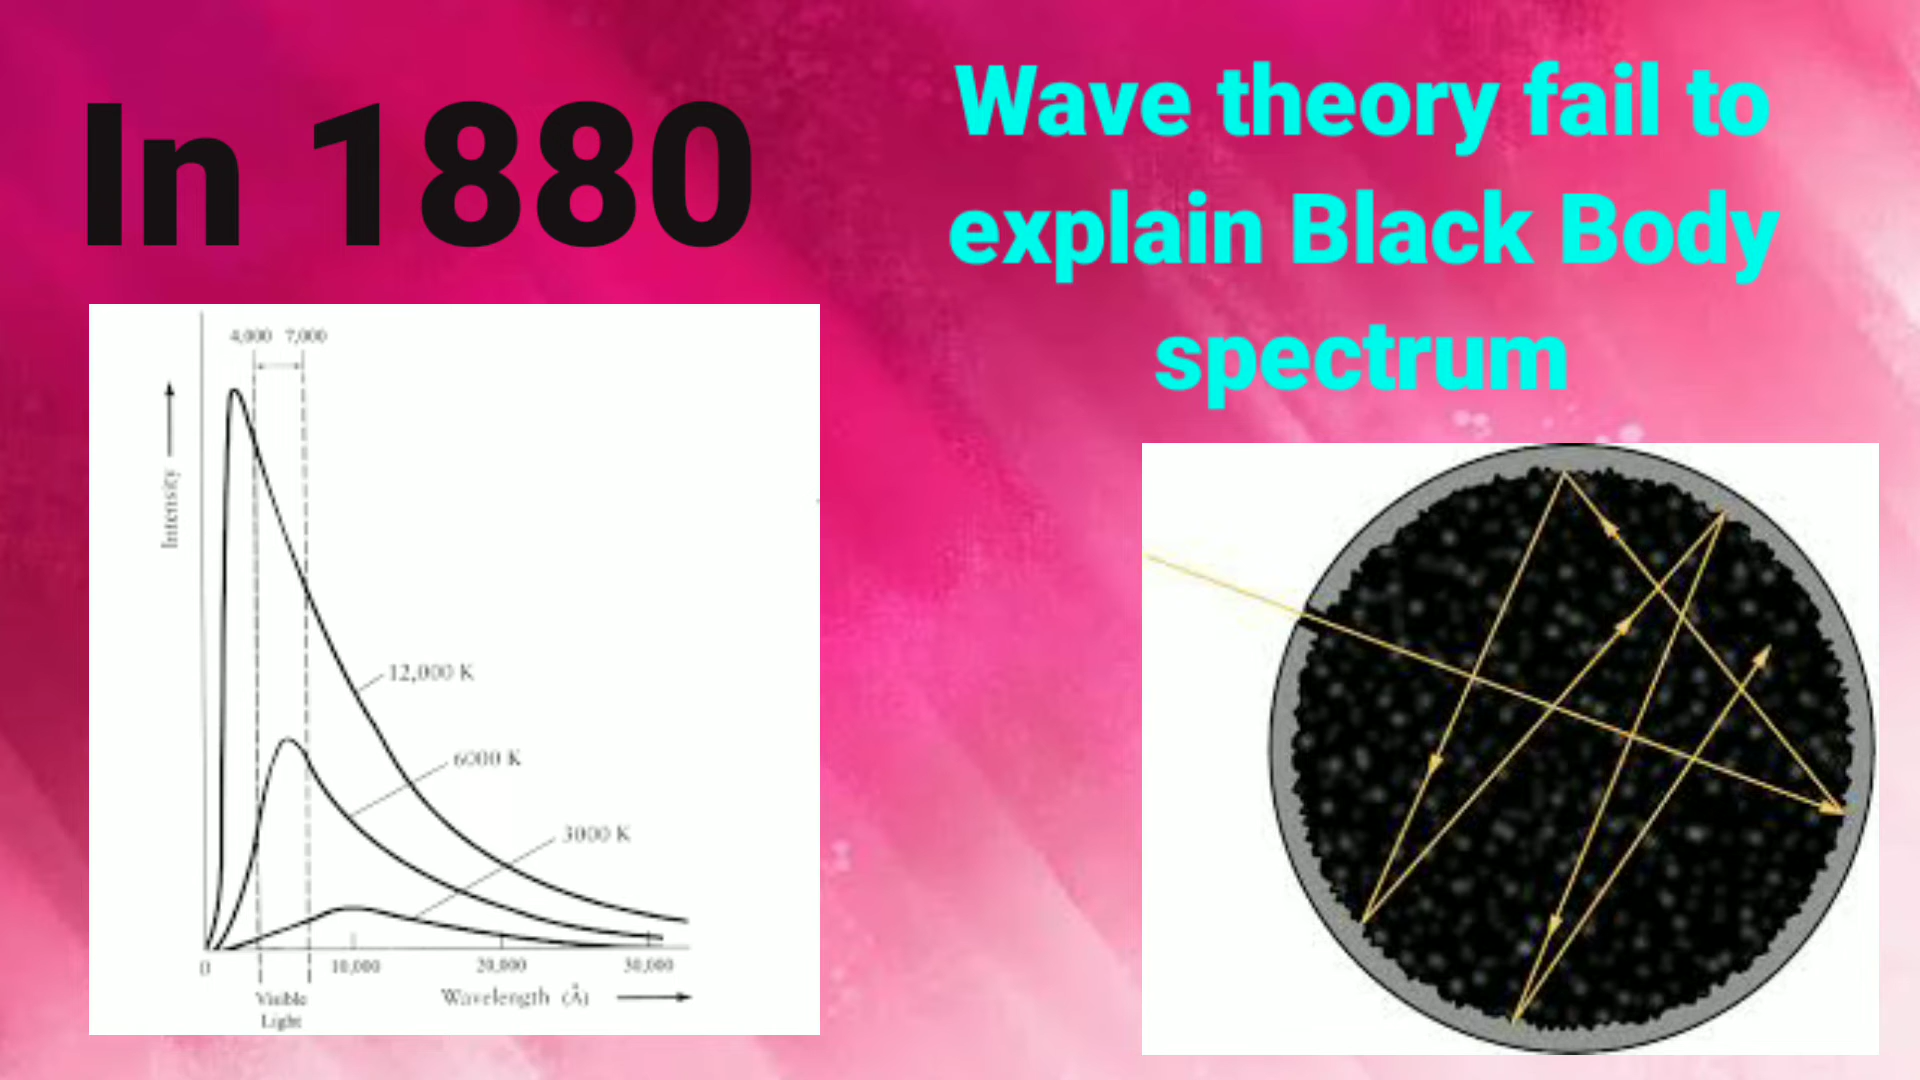 In 1880
Wave theory fail to
explain Black Body
spectrum
4,000 7,000
Intensity
12,000 K
6000 K
3000 K
0 10,000 20,000 30,000
Visible
Light
Wavelength (Å)